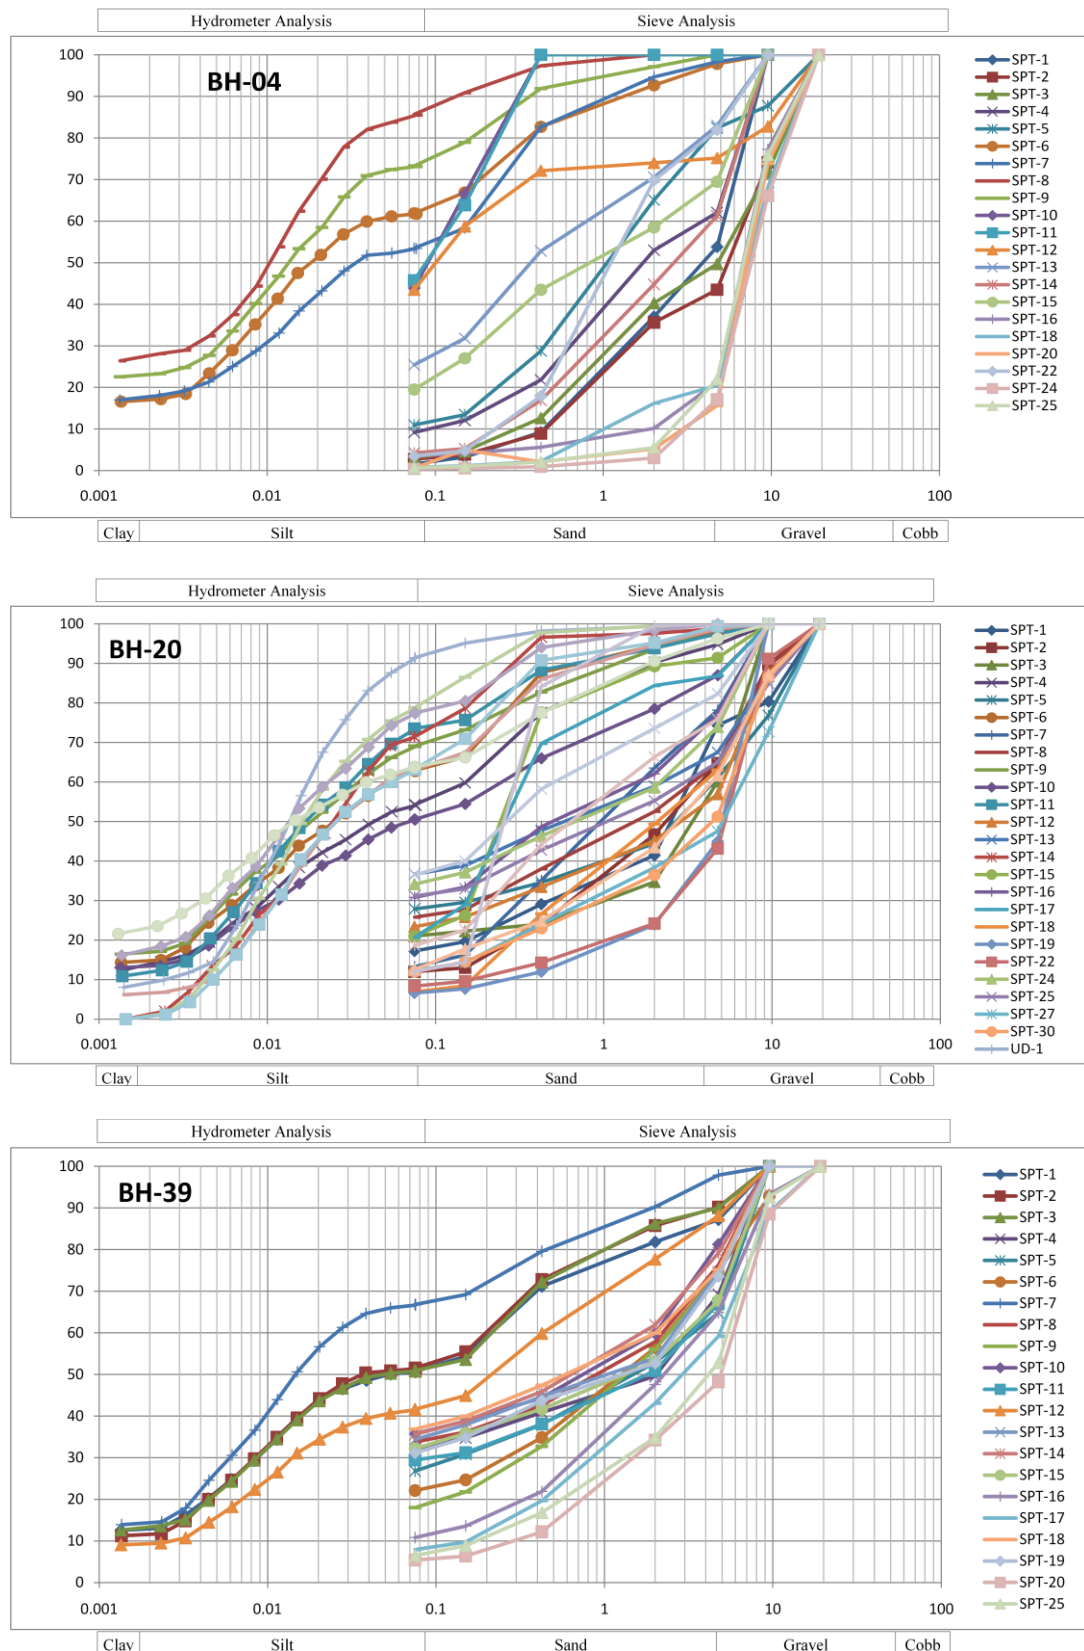 Hydrometer Analysis Sieve Analysis
BH-04
100
90
80
70
60
50
40
30
20
10
0
0.001 0.01 0.1 1 10 100
Clay Silt Sand Gravel Cobb
SPT-1
SPT-2
SPT-3
SPT-4
SPT-5
SPT-6
SPT-7
SPT-8
SPT-9
SPT-10
SPT-11
SPT-12
SPT-13
SPT-14
SPT-15
SPT-16
SPT-18
SPT-20
SPT-22
SPT-24
SPT-25
Hydrometer Analysis Sieve Analysis
BH-20
100
90
80
70
60
50
40
30
20
10
0
0.001 0.01 0.1 1 10 100
Clay Silt Sand Gravel Cobb
SPT-1
SPT-2
SPT-3
SPT-4
SPT-5
SPT-6
SPT-7
SPT-8
SPT-9
SPT-10
SPT-11
SPT-12
SPT-13
SPT-14
SPT-15
SPT-16
SPT-17
SPT-18
SPT-19
SPT-22
SPT-24
SPT-25
SPT-27
SPT-30
UD-1
Hydrometer Analysis Sieve Analysis
BH-39
100
90
80
70
60
50
40
30
20
10
0
0.001 0.01 0.1 1 10 100
Clay Silt Sand Gravel Cobb
SPT-1
SPT-2
SPT-3
SPT-4
SPT-5
SPT-6
SPT-7
SPT-8
SPT-9
SPT-10
SPT-11
SPT-12
SPT-13
SPT-14
SPT-15
SPT-16
SPT-17
SPT-18
SPT-19
SPT-20
SPT-25